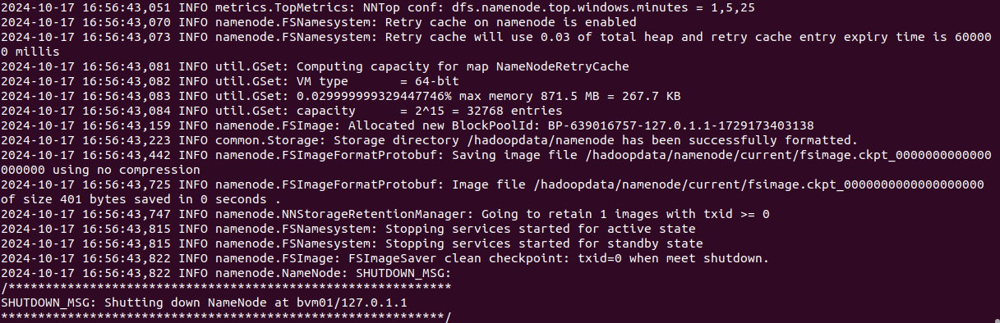 2024-10-17 16:56:43,051 INFO metrics.TopMetrics: NNTop conf: dfs.namenode.top.windows.minutes = 1,5,25
2024-10-17 16:56:43,070 INFO namenode.FSNamesystem: Retry cache on namenode is enabled
2024-10-17 16:56:43,073 INFO namenode.FSNamesystem: Retry cache will use 0.03 of total heap and retry cache entry expiry time is 60000
0 millis
2024-10-17 16:56:43,081 INFO util.GSet: Computing capacity for map NameNodeRetryCache
2024-10-17 16:56:43,082 INFO util.GSet: VM type       = 64-bit
2024-10-17 16:56:43,083 INFO util.GSet: 0.029999999329447746% max memory 871.5 MB = 267.7 KB
2024-10-17 16:56:43,084 INFO util.GSet: capacity      = 2^15 = 32768 entries
2024-10-17 16:56:43,159 INFO namenode.FSImage: Allocated new BlockPoolId: BP-639016757-127.0.1.1-1729173403138
2024-10-17 16:56:43,223 INFO common.Storage: Storage directory /hadoopdata/namenode has been successfully formatted.
2024-10-17 16:56:43,442 INFO namenode.FSImageFormatProtobuf: Saving image file /hadoopdata/namenode/current/fsimage.ckpt_0000000000000
000000 using no compression
2024-10-17 16:56:43,725 INFO namenode.FSImageFormatProtobuf: Image file /hadoopdata/namenode/current/fsimage.ckpt_0000000000000000000
of size 401 bytes saved in 0 seconds .
2024-10-17 16:56:43,747 INFO namenode.NNStorageRetentionManager: Going to retain 1 images with txid >= 0
2024-10-17 16:56:43,815 INFO namenode.FSNamesystem: Stopping services started for active state
2024-10-17 16:56:43,815 INFO namenode.FSNamesystem: Stopping services started for standby state
2024-10-17 16:56:43,822 INFO namenode.FSImage: FSImageSaver clean checkpoint: txid=0 when meet shutdown.
2024-10-17 16:56:43,822 INFO namenode.NameNode: SHUTDOWN_MSG:
/************************************************************
SHUTDOWN_MSG: Shutting down NameNode at bvm01/127.0.1.1
************************************************************/